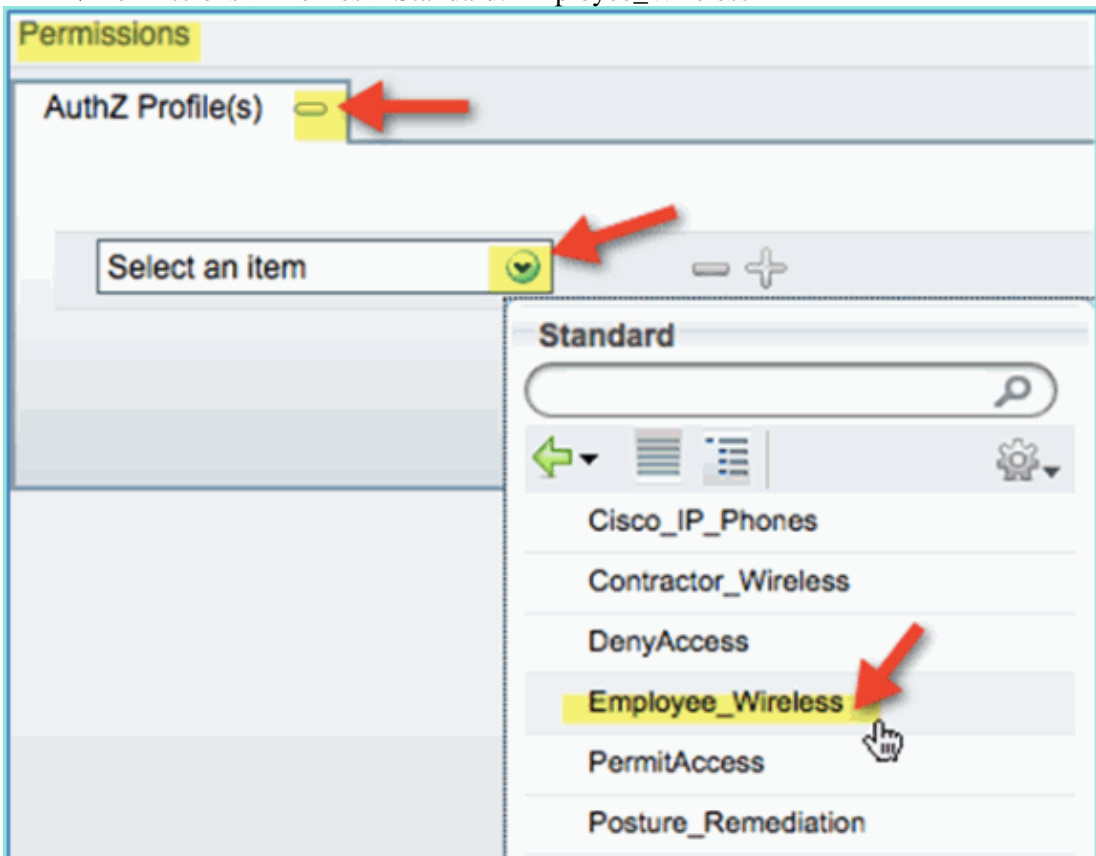 Permissions
AuthZ Profile(s)
Select an item
Standard
Cisco_IP_Phones
Contractor_Wireless
DenyAccess
Employee_Wireless
PermitAccess
Posture_Remediation